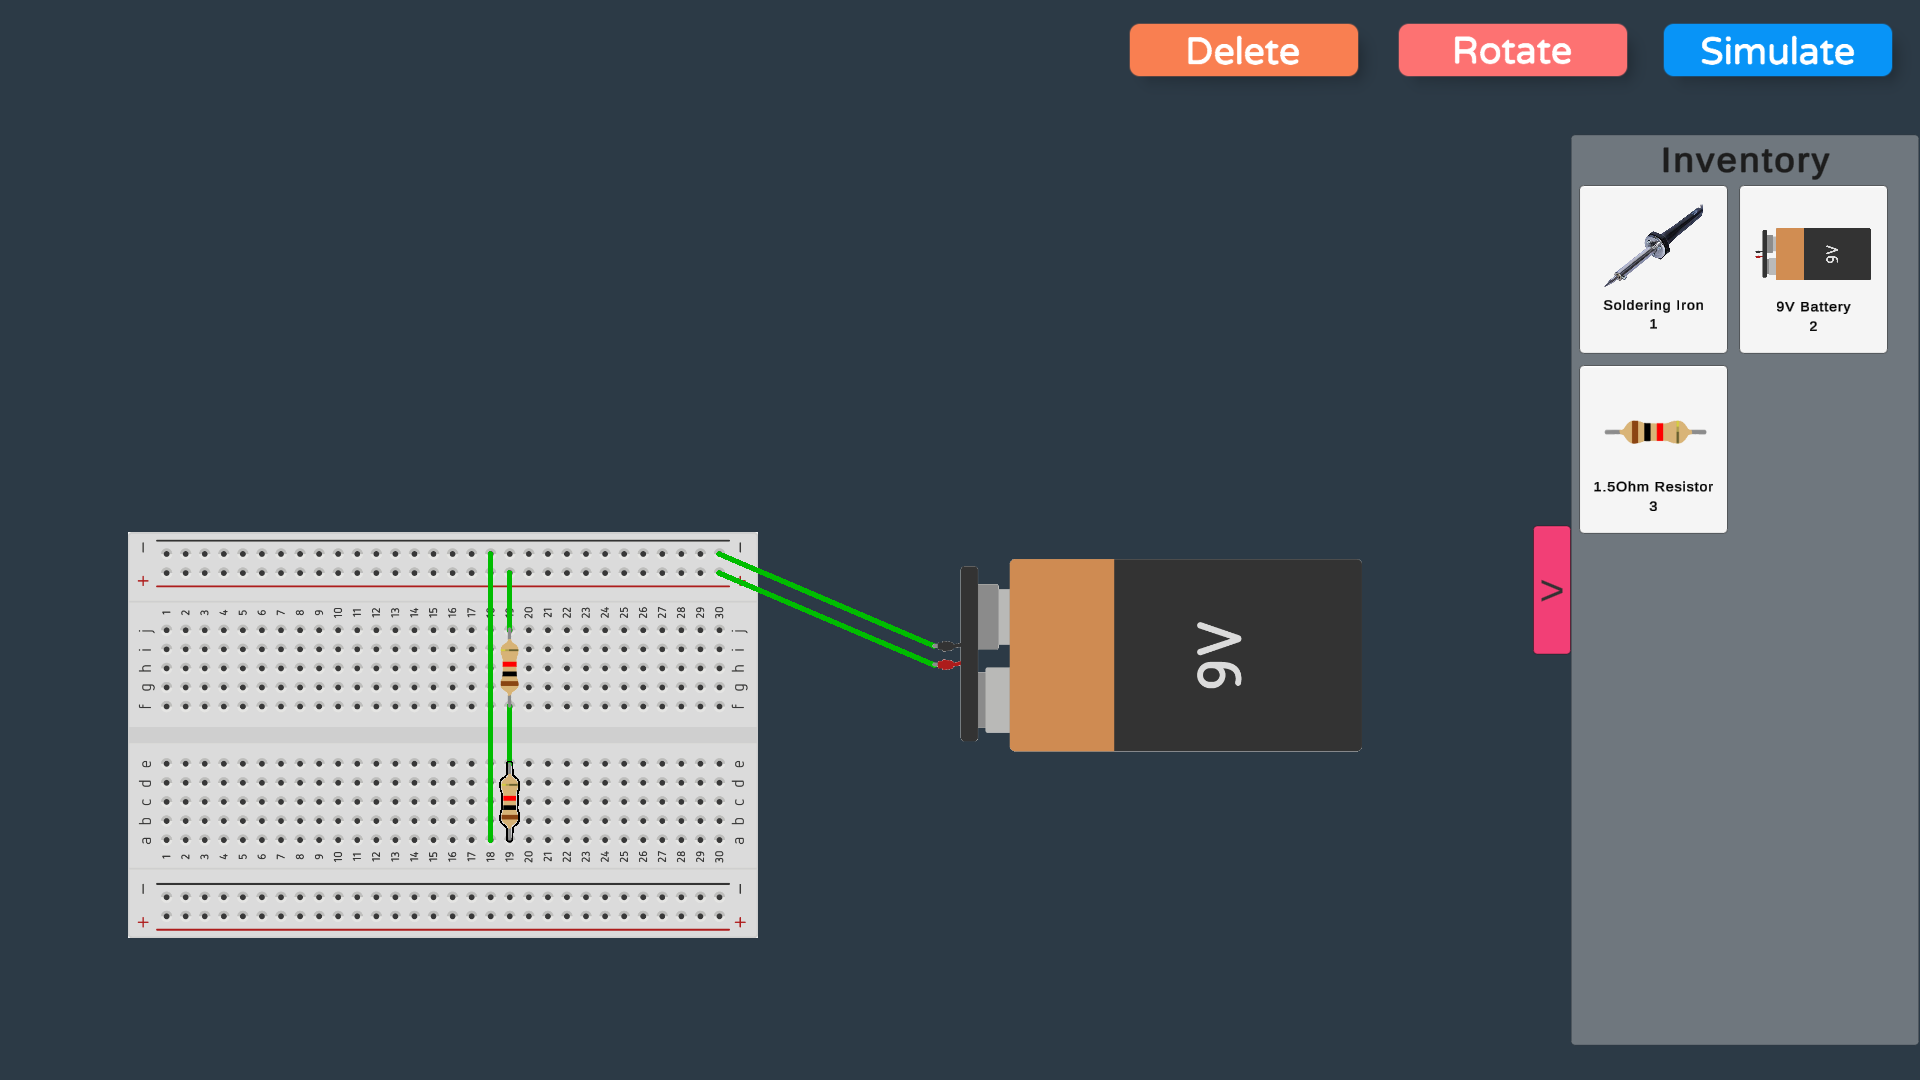 Delete Rotate Simulate
Inventory
9V
Soldering Iron
1
9V Battery
2
1.5Ohm Resistor
3
>
9V
− −
+ +
1 2 3 4 5 6 7 8 9 10 11 12 13 14 15 16 17 18 19 20 21 22 23 24 25 26 27 28 29 30
j j
i i
h h
g g
f f
e e
d d
c c
b b
a a
1 2 3 4 5 6 7 8 9 10 11 12 13 14 15 16 17 18 19 20 21 22 23 24 25 26 27 28 29 30
− −
+ +